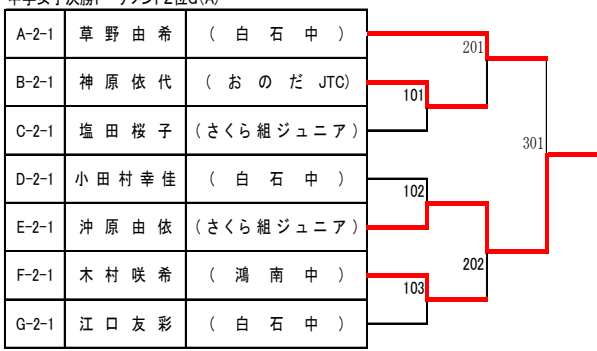 A-2-1 草野由希 (白石中)
201
B-2-1 神原依代 (おのだJTC)
101
C-2-1 塩田桜子 (さくら組ジュニア)
301
D-2-1 小田村幸佳 (白石中)
102
E-2-1 沖原由依 (さくら組ジュニア)
202
F-2-1 木村咲希 (鴻南中)
103
G-2-1 江口友彩 (白石中)